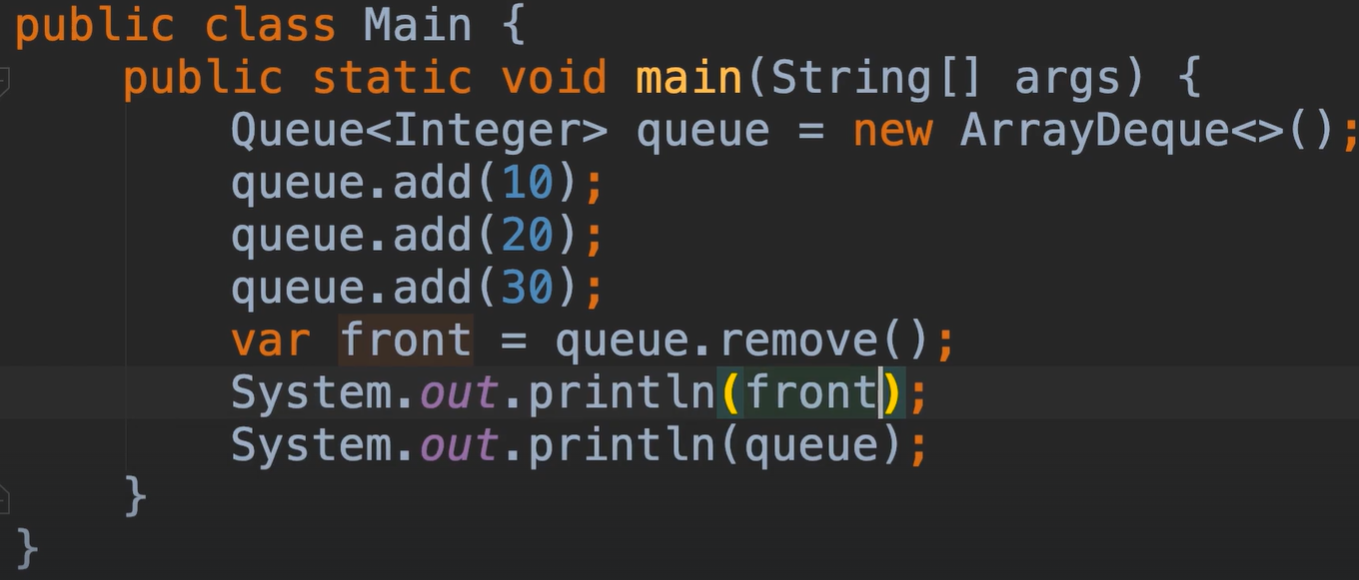 public class Main {
    public static void main(String[] args) {
        Queue<Integer> queue = new ArrayDeque<>();
        queue.add(10);
        queue.add(20);
        queue.add(30);
        var front = queue.remove();
        System.out.println(front);
        System.out.println(queue);
    }
}